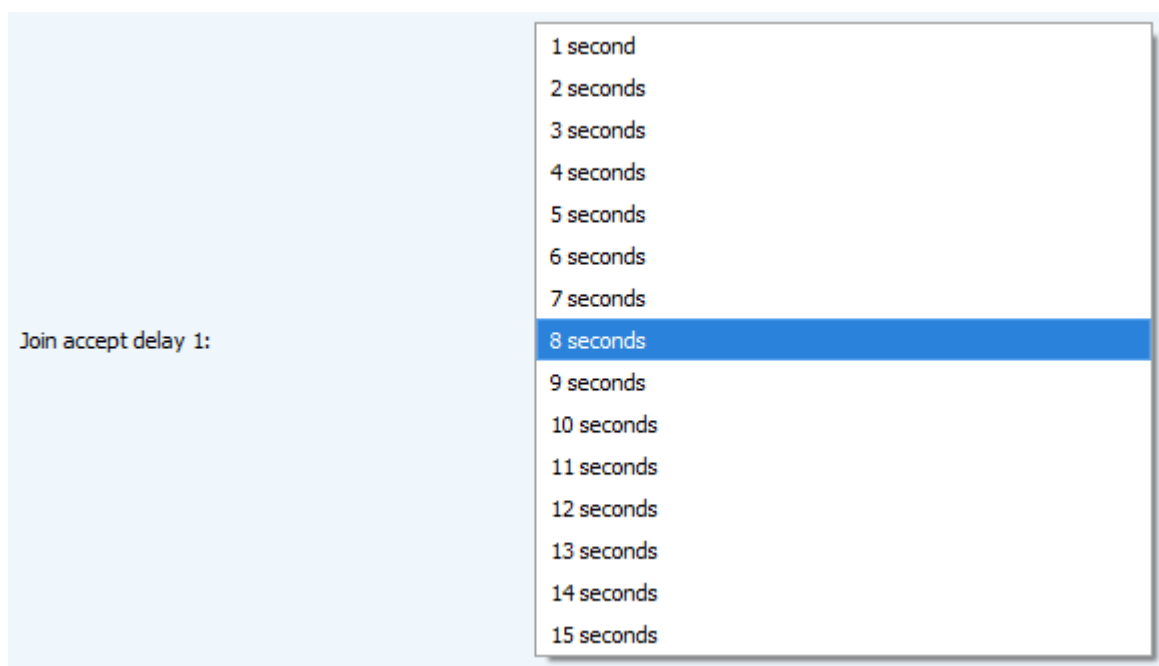 1 second
2 seconds
3 seconds
4 seconds
5 seconds
6 seconds
7 seconds
Join accept delay 1:
8 seconds
9 seconds
10 seconds
11 seconds
12 seconds
13 seconds
14 seconds
15 seconds